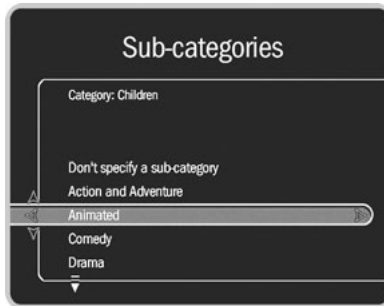 Sub-categories
Category: Children
Don't specify a sub-category
Action and Adventure
Animated
Comedy
Drama